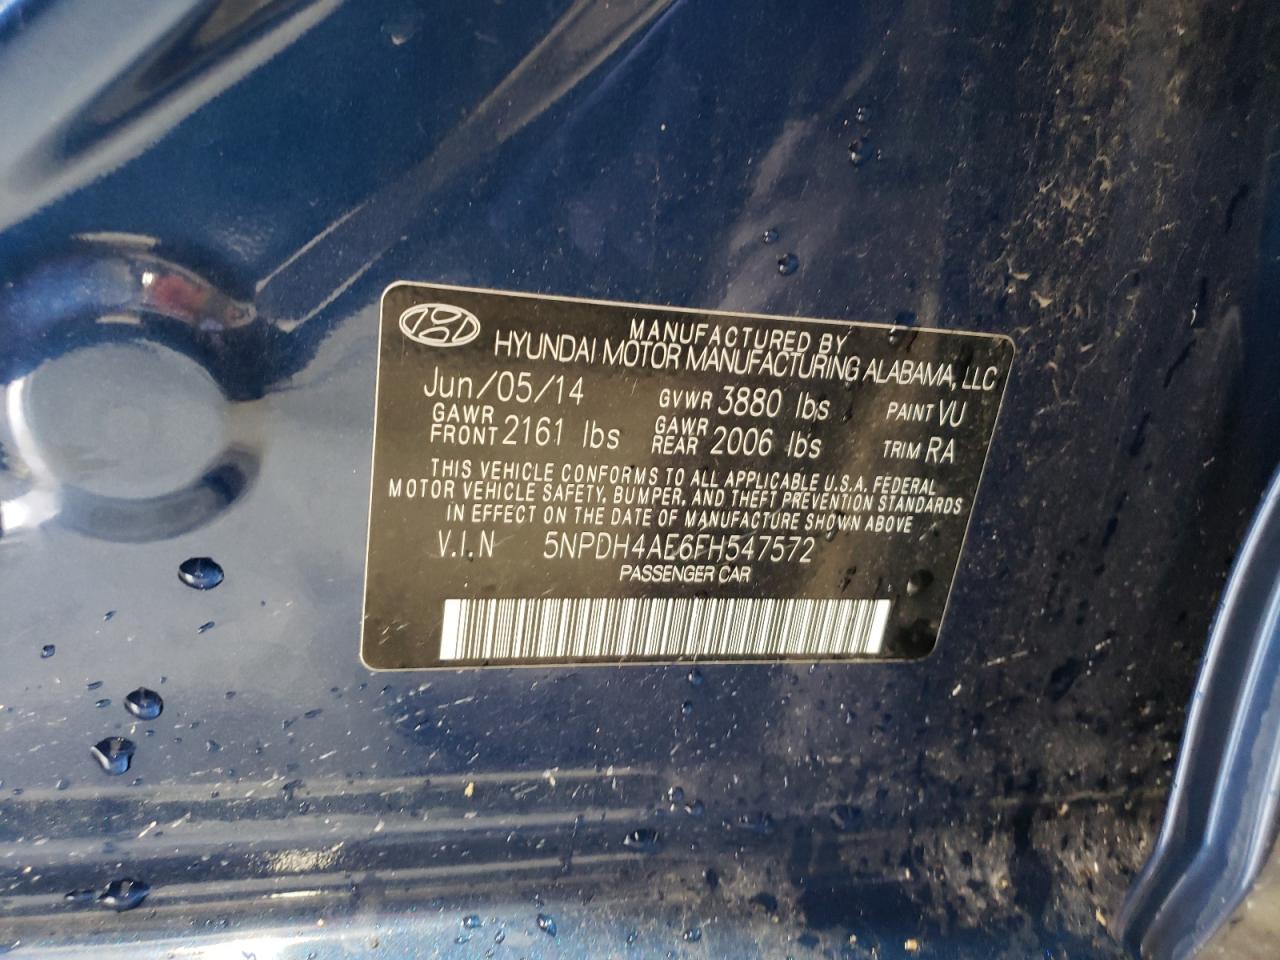 MANUFACTURED BY
HYUNDAI MOTOR MANUFACTURING ALABAMA, LLC
Jun/05/14 GVWR 3880 lbs PAINT VU
GAWR FRONT 2161 lbs GAWR REAR 2006 lbs TRIM RA
THIS VEHICLE CONFORMS TO ALL APPLICABLE U.S.A. FEDERAL
MOTOR VEHICLE SAFETY, BUMPER, AND THEFT PREVENTION STANDARDS
IN EFFECT ON THE DATE OF MANUFACTURE SHOWN ABOVE
V.I.N 5NPDH4AE6FH547572
PASSENGER CAR